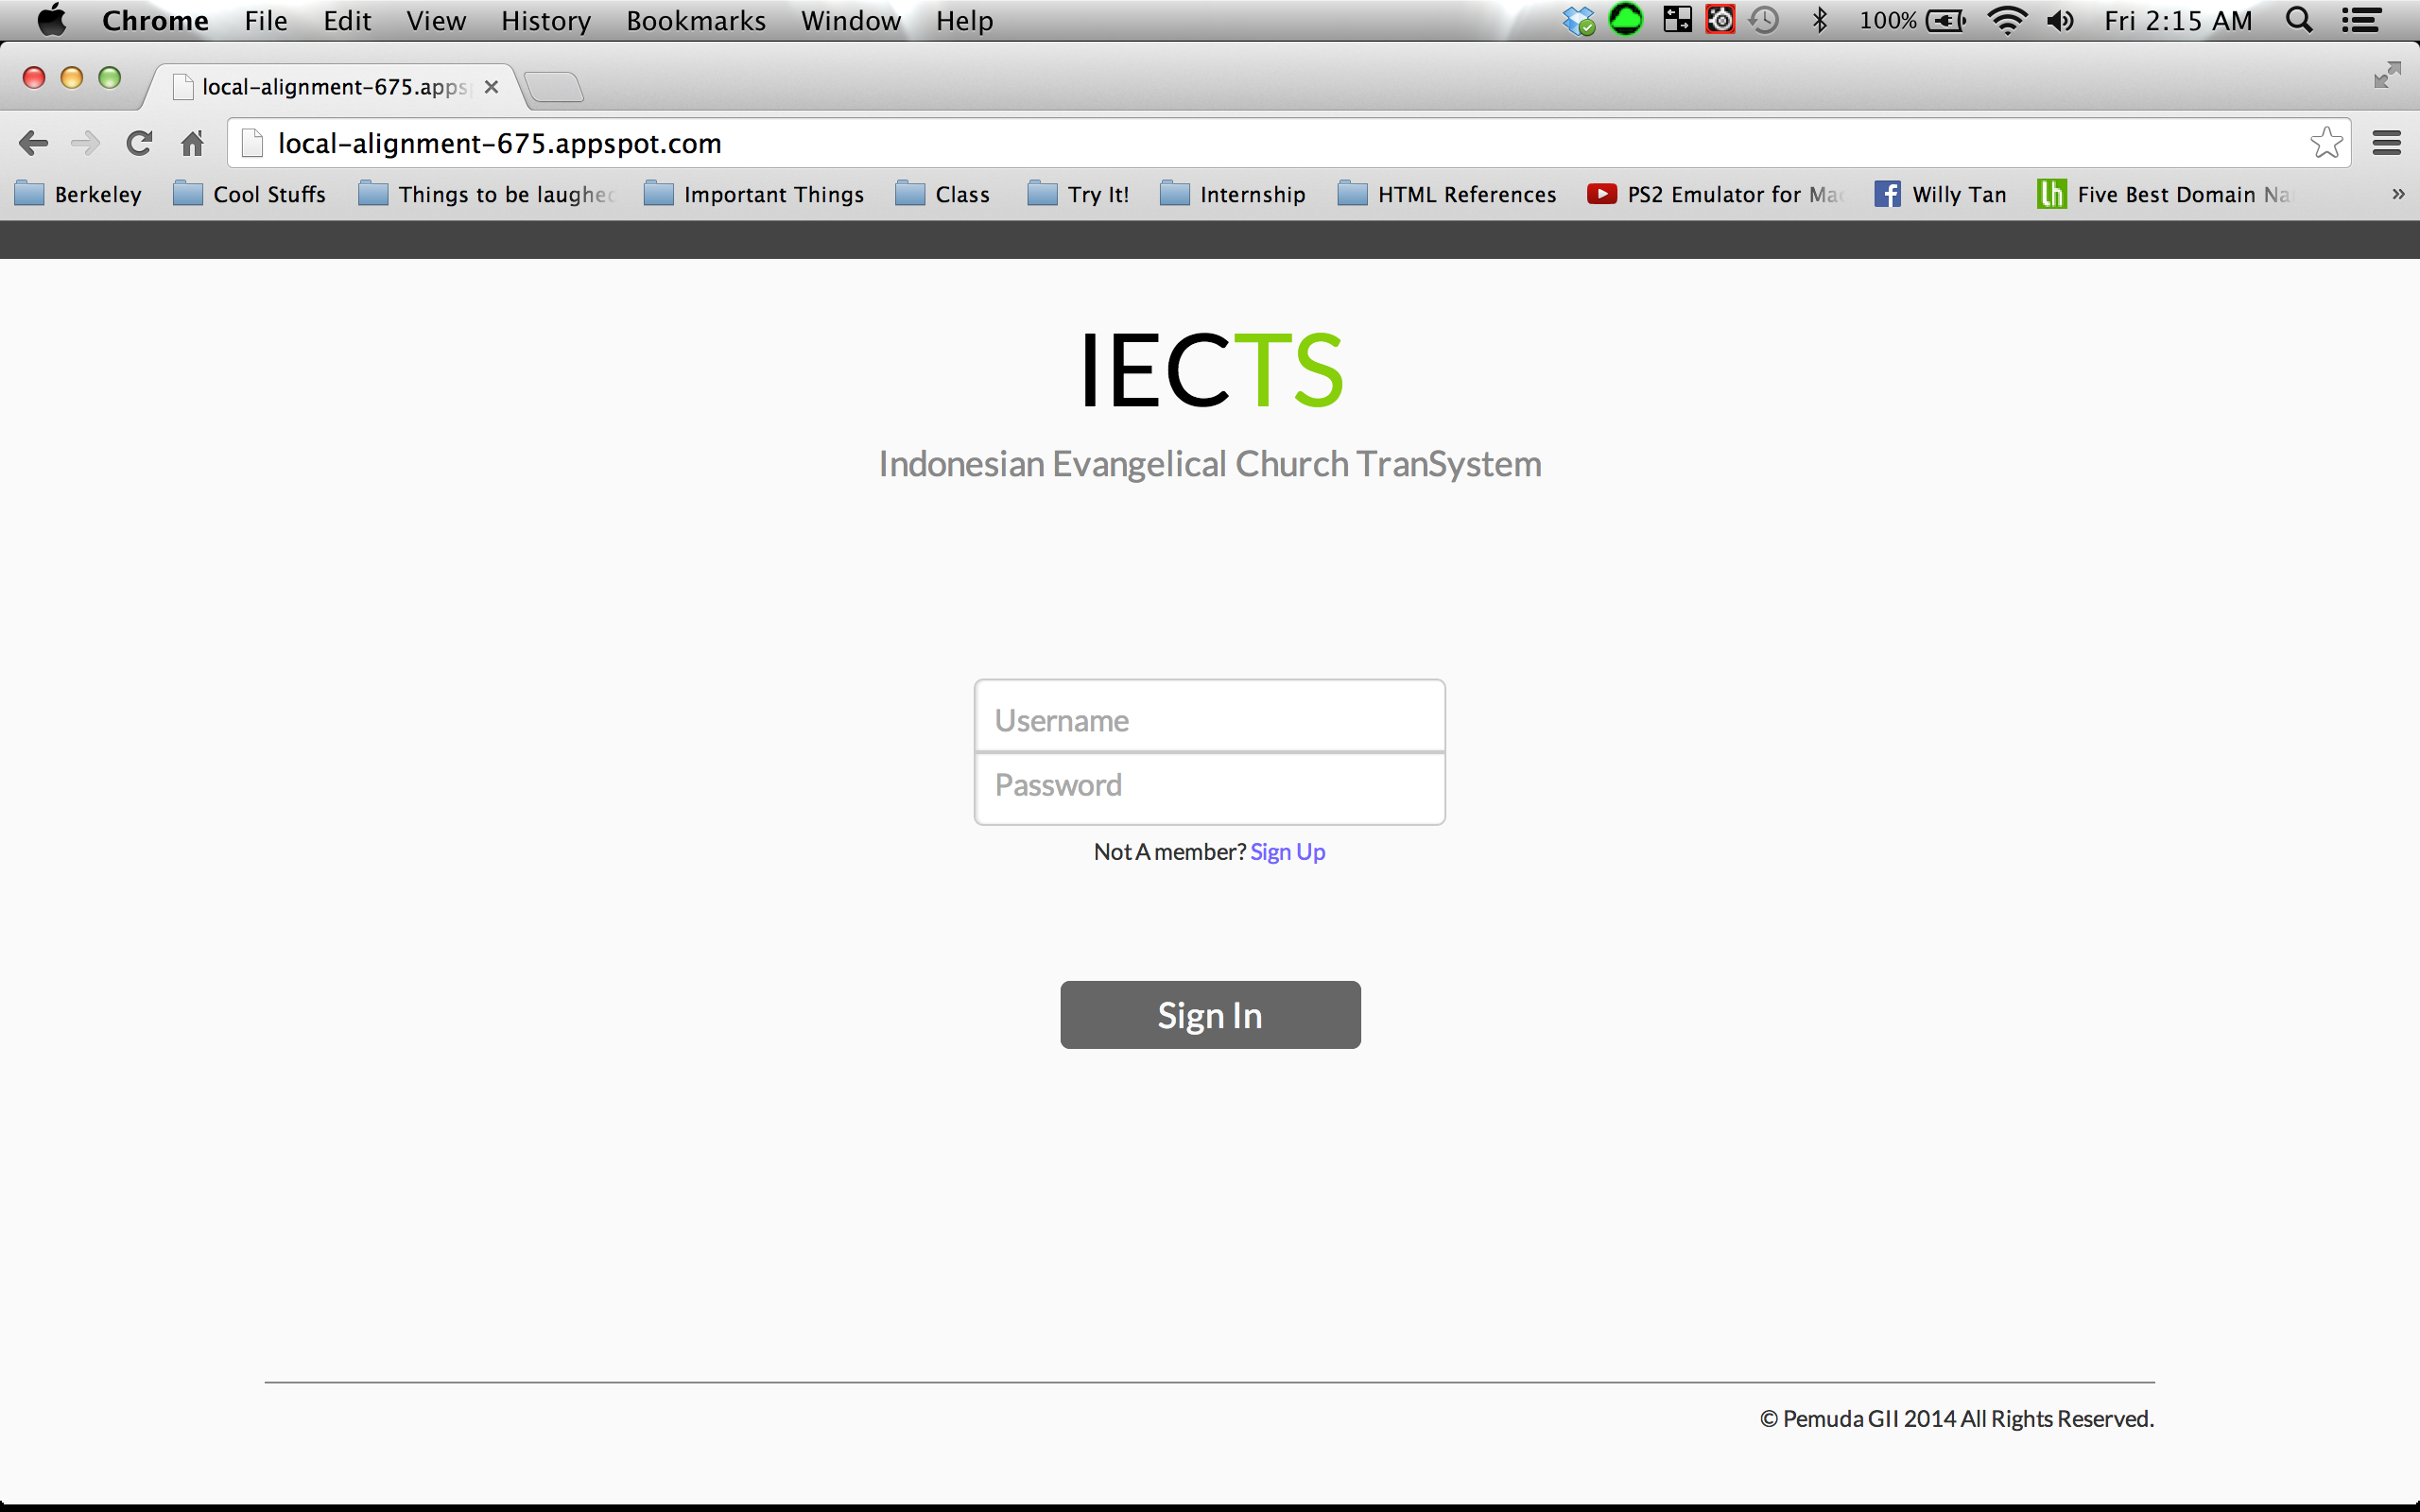 Chrome File Edit View History Bookmarks Window Help 100% Fri 2:15 AM
local-alignment-675.apps
local-alignment-675.appspot.com
Berkeley Cool Stuffs Things to be laughed Important Things Class Try It! Internship HTML References PS2 Emulator for Mac Willy Tan lh Five Best Domain Na »
IECTS
Indonesian Evangelical Church TranSystem
Username
Password
Not A member? Sign Up
Sign In
© Pemuda GII 2014 All Rights Reserved.